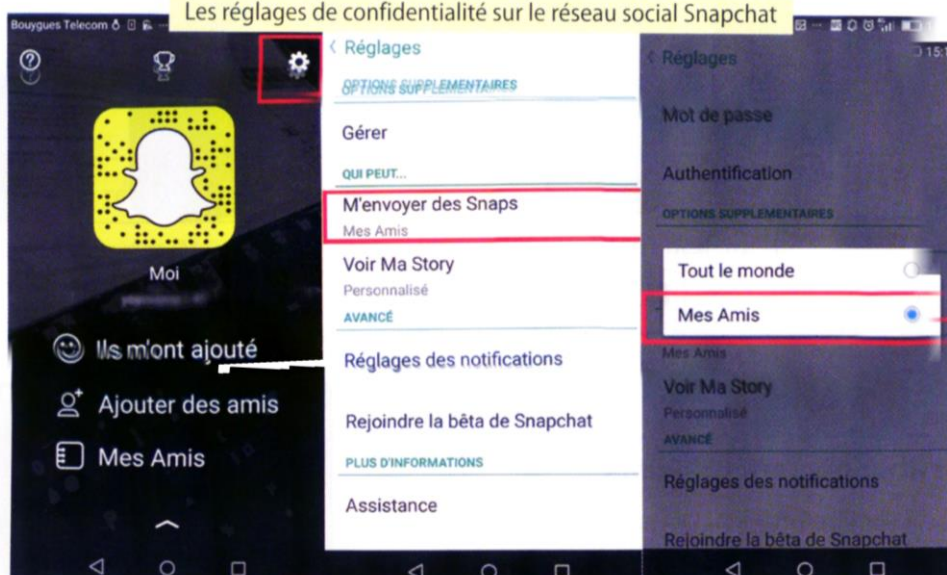 Les réglages de confidentialité sur le réseau social Snapchat
Bouygues Telecom
Moi
Ils m'ont ajouté
Ajouter des amis
Mes Amis
Réglages
OPTIONS SUPPLEMENTAIRES
Gérer
QUI PEUT...
M'envoyer des Snaps
Mes Amis
Voir Ma Story
Personnalisé
AVANCÉ
Réglages des notifications
Rejoindre la bêta de Snapchat
PLUS D'INFORMATIONS
Assistance
Réglages
Mot de passe
Authentification
OPTIONS SUPPLEMENTAIRES
Tout le monde
Mes Amis
Mes Amis
Voir Ma Story
Personnalisé
AVANCÉ
Réglages des notifications
Rejoindre la bêta de Snapchat